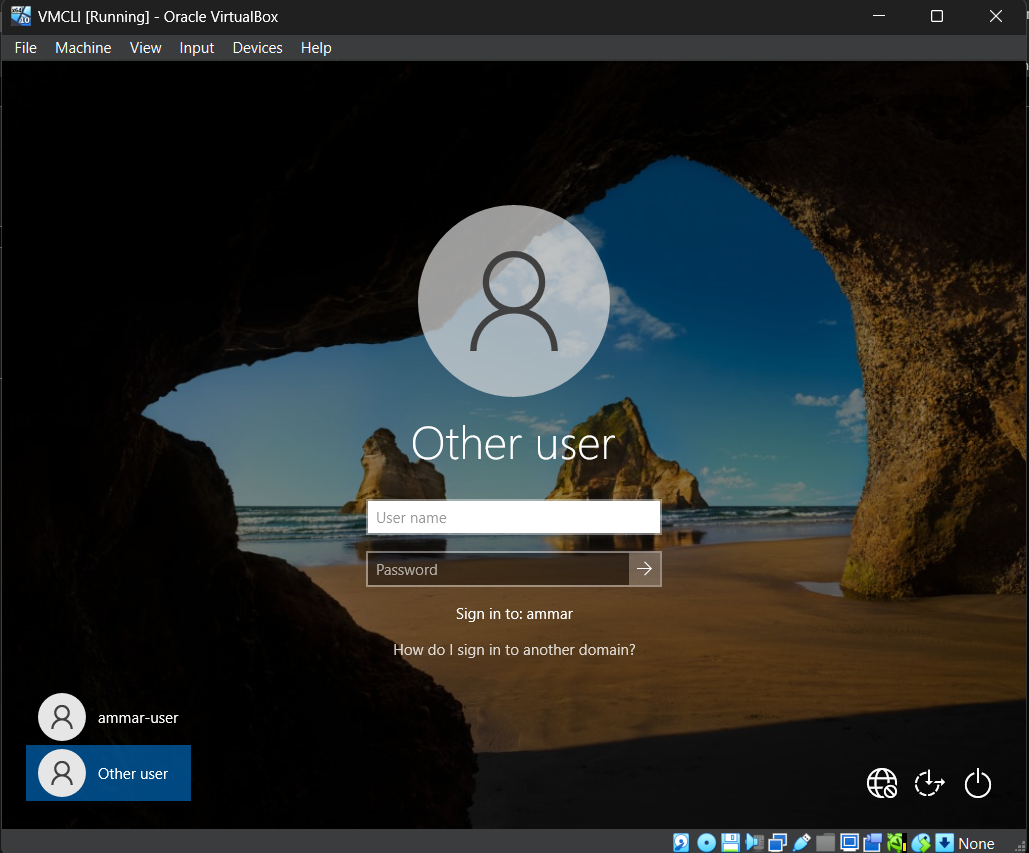 VMCLI [Running] - Oracle VirtualBox
File Machine View Input Devices Help
Other user
User name
Password
Sign in to: ammar
How do I sign in to another domain?
ammar-user
Other user
None